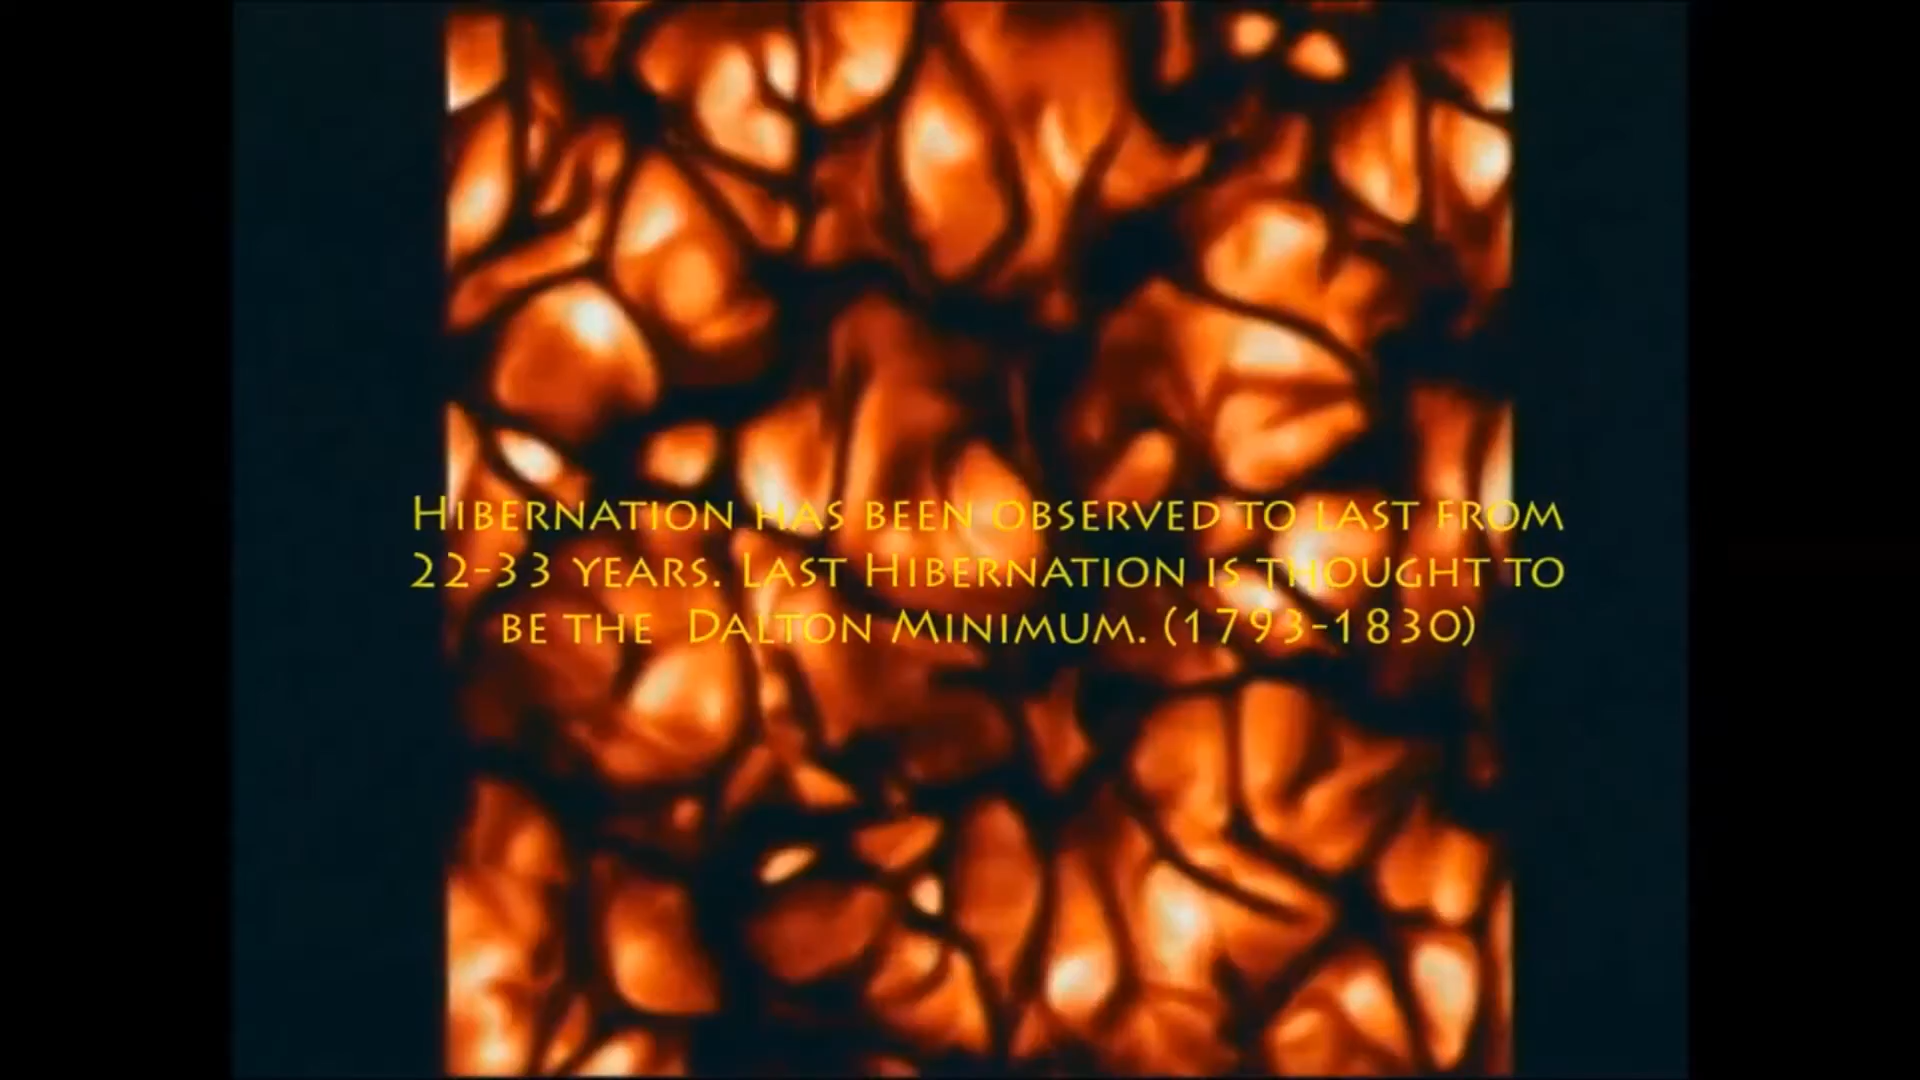 Hibernation has been observed to last from
22-33 years. Last Hibernation is thought to
be the Dalton Minimum. (1793-1830)